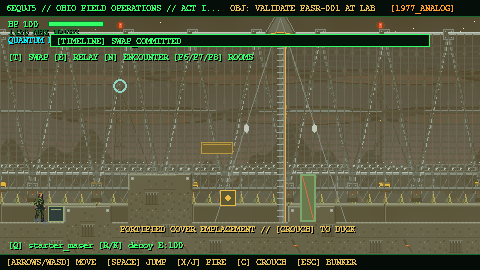 6EQUJ5 // OHIO FIELD OPERATIONS // ACT I... OBJ: VALIDATE FASR-001 AT LAB [1977_ANALOG]
HP 100
QUANTUM [TIMELINE] SWAP COMMITTED
[T] SWAP [E] RELAY [N] ENCOUNTER [F6/F7/F8] ROOMS
FORTIFIED COVER EMPLACEMENT // [CROUCH] TO DUCK
[Q] starter_maser [R/K] decoy E:100
[ARROWS/WASD] MOVE [SPACE] JUMP [X/J] FIRE [C] CROUCH [ESC] BUNKER